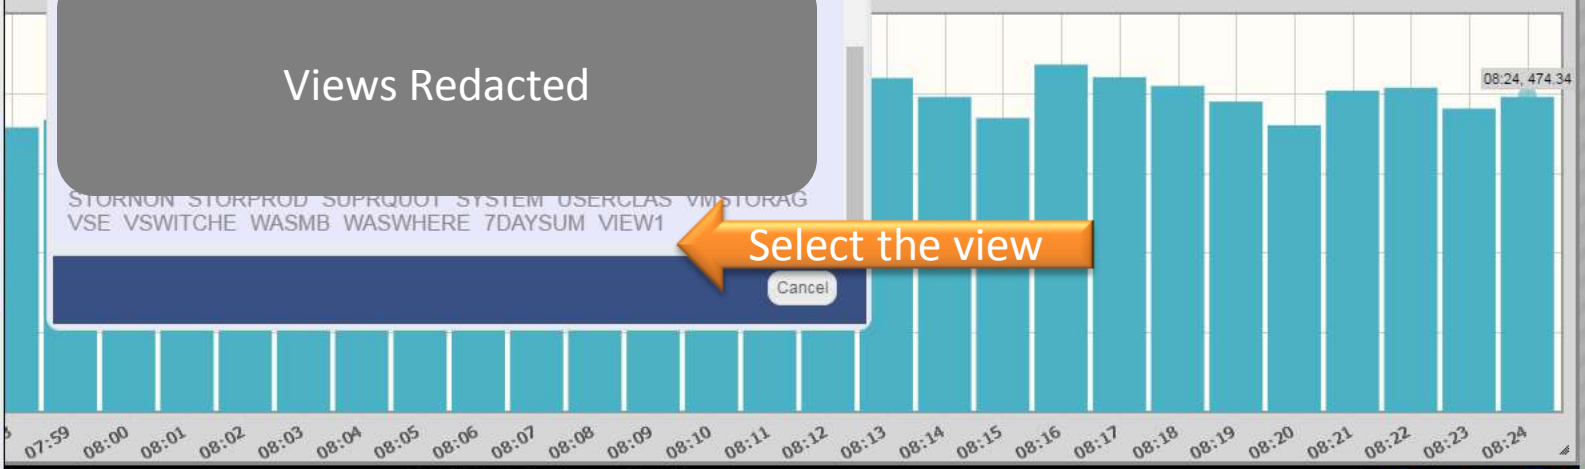 Views Redacted
08:24, 474.34
STORNON STORPROD SUPRQUOT SYSTEM USERCLAS VMSTORAG
VSE VSWITCHE WASMB WASWHERE 7DAYSUM VIEW1
Select the view
Cancel
07:59 08:00 08:01 08:02 08:03 08:04 08:05 08:06 08:07 08:08 08:09 08:10 08:11 08:12 08:13 08:14 08:15 08:16 08:17 08:18 08:19 08:20 08:21 08:22 08:23 08:24